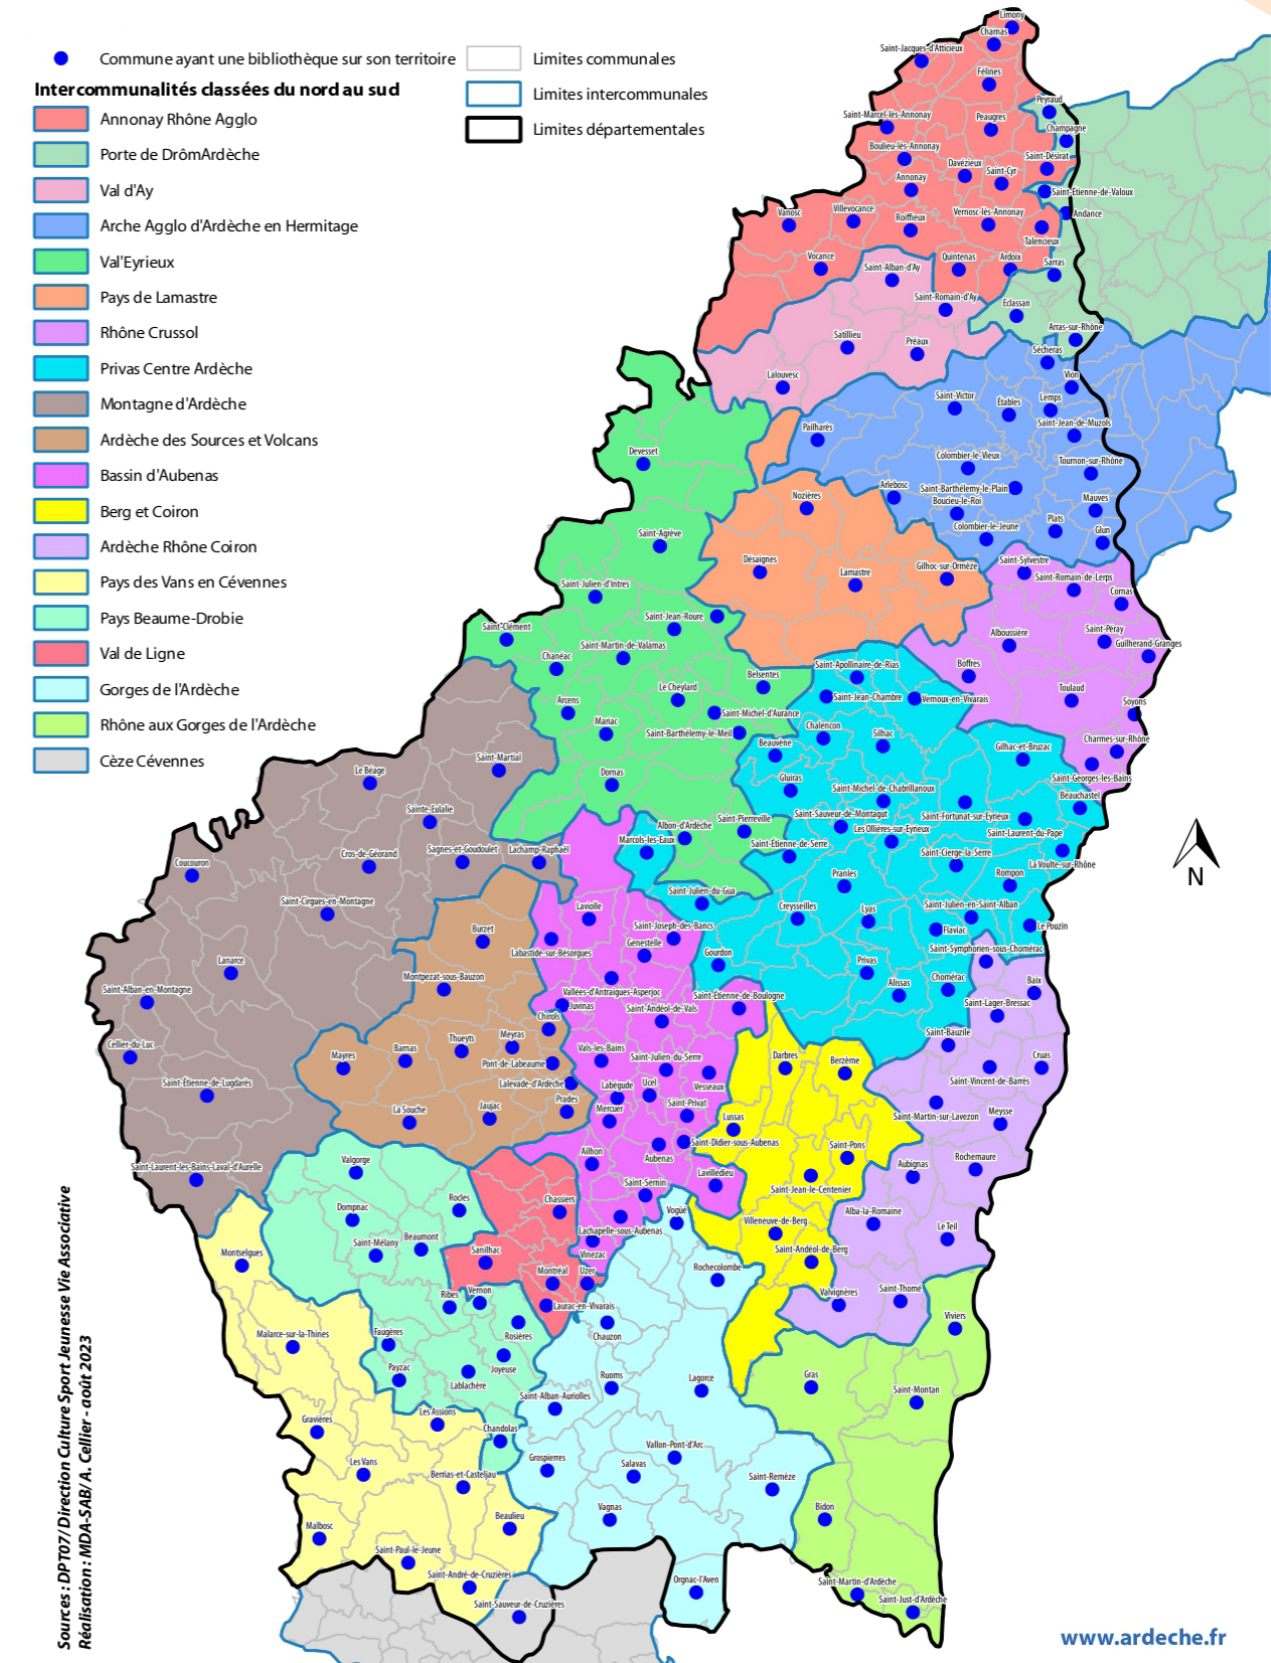 Commune ayant une bibliothèque sur son territoire
Intercommunalités classées du nord au sud
Annonay Rhône Agglo
Porte de DrômArdèche
Val d'Ay
Arche Agglo d'Ardèche en Hermitage
Val'Eyrieux
Pays de Lamastre
Rhône Crussol
Privas Centre Ardèche
Montagne d'Ardèche
Ardèche des Sources et Volcans
Bassin d'Aubenas
Berg et Coiron
Ardèche Rhône Coiron
Pays des Vans en Cévennes
Pays Beaume-Drobie
Val de Ligne
Gorges de l'Ardèche
Rhône aux Gorges de l'Ardèche
Cèze Cévennes
Limites communales
Limites intercommunales
Limites départementales
Limony
Charnas
Saint-Jacques-d'Atticieux
Félines
Peyraud
Saint-Marcel-lès-Annonay
Peaugres
Champagne
Boulieu-lès-Annonay
Davézieux
Saint-Désirat
Saint-Cyr
Annonay
Saint-Étienne-de-Valoux
Vanosc
Villevocance
Roiffieux
Vernosc-lès-Annonay
Andance
Talencieux
Vocance
Saint-Alban-d'Ay
Quintenas
Ardoix
Sarras
Saint-Romain-d'Ay
Eclassan
Satillieu
Préaux
Arras-sur-Rhône
Sécheras
Lalouvesc
Vion
Saint-Victor
Étables
Lemps
Saint-Jean-de-Muzols
Pailharès
Devesset
Colombier-le-Vieux
Tournon-sur-Rhône
Arlebosc
Saint-Barthélemy-le-Plain
Nozières
Boucieu-le-Roi
Mauves
Colombier-le-Jeune
Plats
Glun
Saint-Agrève
Désaignes
Lamastre
Gilhoc-sur-Ormèze
Saint-Sylvestre
Saint-Romain-de-Lerps
Cornas
Saint-Julien-d'Intres
Saint-Jean-Roure
Saint-Clément
Saint-Martin-de-Valamas
Alboussière
Saint-Péray
Guilherand-Granges
Chanéac
Saint-Apollinaire-de-Rias
Boffres
Belsentes
Le Cheylard
Saint-Jean-Chambre
Vernoux-en-Vivarais
Toulaud
Soyons
Arcens
Saint-Michel-d'Aurance
Mariac
Saint-Barthélemy-le-Meil
Chalencon
Silhac
Beauvène
Gilhac-et-Bruzac
Charmes-sur-Rhône
Saint-Martial
Le Béage
Dornas
Gluiras
Saint-Georges-les-Bains
Saint-Michel-de-Chabrillanoux
Beauchastel
Sainte-Eulalie
Albon-d'Ardèche
Saint-Pierreville
Saint-Sauveur-de-Montagut
Saint-Fortunat-sur-Eyrieux
Les Ollières-sur-Eyrieux
Saint-Laurent-du-Pape
Marcols-les-Eaux
Saint-Étienne-de-Serre
Cros-de-Géorand
Sagnes-et-Goudoulet
Lachamp-Raphaël
Saint-Cierge-la-Serre
La Voulte-sur-Rhône
Coucouron
Pranles
Rompon
Saint-Julien-du-Gua
Saint-Cirgues-en-Montagne
Laviolle
Creysseilles
Lyas
Saint-Julien-en-Saint-Alban
Burzet
Saint-Joseph-des-Bancs
Flaviac
Le Pouzin
Genestelle
Labastide-sur-Bésorgues
Gourdon
Saint-Symphorien-sous-Chomérac
Lanarce
Privas
Montpezat-sous-Bauzon
Chomérac
Baix
Saint-Alban-en-Montagne
Vallées-d'Antraigues-Asperjoc
Saint-Étienne-de-Boulogne
Alissas
Saint-Lager-Bressac
Juvinas
Saint-Andéol-de-Vals
Chirols
Cellier-du-Luc
Saint-Bauzile
Mayres
Barnas
Thueyts
Meyras
Vals-les-Bains
Saint-Julien-du-Serre
Darbres
Berzème
Cruas
Pont-de-Labeaume
Saint-Étienne-de-Lugdarès
Lalevade-d'Ardèche
Labégude
Ucel
Vesseaux
Saint-Vincent-de-Barrès
Prades
Mercuer
Saint-Privat
La Souche
Jaujac
Lussas
Saint-Martin-sur-Lavezon
Meysse
Saint-Didier-sous-Aubenas
Aubenas
Saint-Pons
Ailhon
Rochemaure
Saint-Laurent-les-Bains-Laval-d'Aurelle
Valgorge
Lavilledieu
Aubignas
Saint-Sernin
Saint-Jean-le-Centenier
Rocles
Chassiers
Dompnac
Vogüé
Alba-la-Romaine
Villeneuve-de-Berg
Lachapelle-sous-Aubenas
Le Teil
Saint-Mélany
Beaumont
Montselgues
Sanilhac
Vinezac
Saint-Andéol-de-Berg
Rochecolombe
Montréal
Uzer
Saint-Thomé
Valvignères
Ribes
Vernon
Laurac-en-Vivarais
Viviers
Malarce-sur-la-Thines
Faugères
Rosières
Chauzon
Payzac
Joyeuse
Lablachère
Ruoms
Lagorce
Gras
Saint-Montan
Saint-Alban-Auriolles
Les Assions
Gravières
Chandolas
Vallon-Pont-d'Arc
Les Vans
Grospierres
Salavas
Berrias-et-Casteljau
Saint-Remèze
Vagnas
Bidon
Beaulieu
Malbosc
Saint-Paul-le-Jeune
Saint-André-de-Cruzières
Orgnac-l'Aven
Saint-Martin-d'Ardèche
Saint-Just-d'Ardèche
Saint-Sauveur-de-Cruzières
N
Sources : DPT07/ Direction Culture Sport Jeunesse Vie Associative
Réalisation : MDA-SAB/ A. Cellier - août 2023
www.ardeche.fr